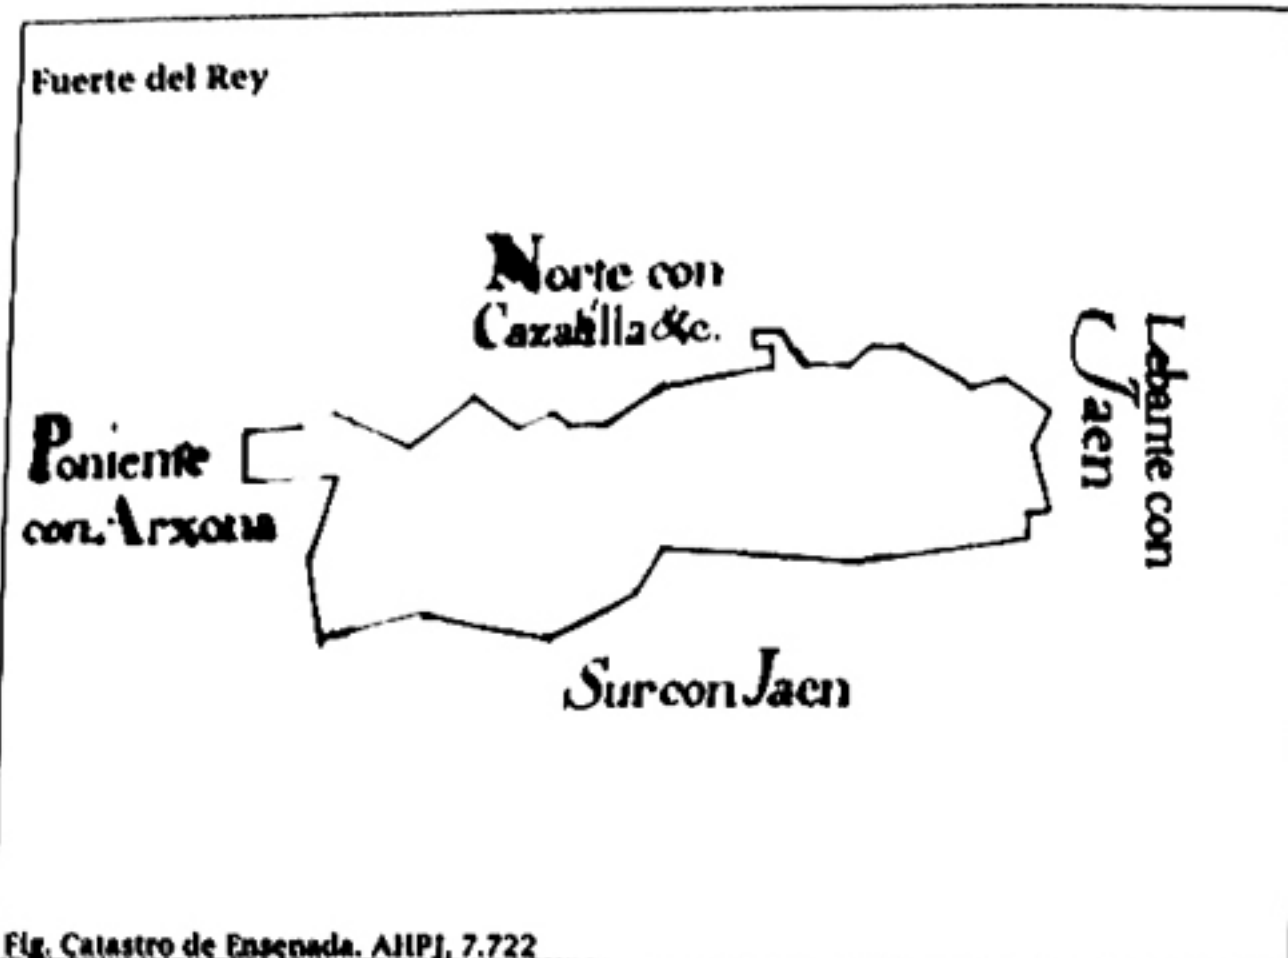 Fuerte del Rey
Norte con
Cazalilla &c.
Poniente
con Arxona
Lebante con
Jaen
Sur con Jaen
Fig. Catastro de Ensenada. AHPJ, 7.722